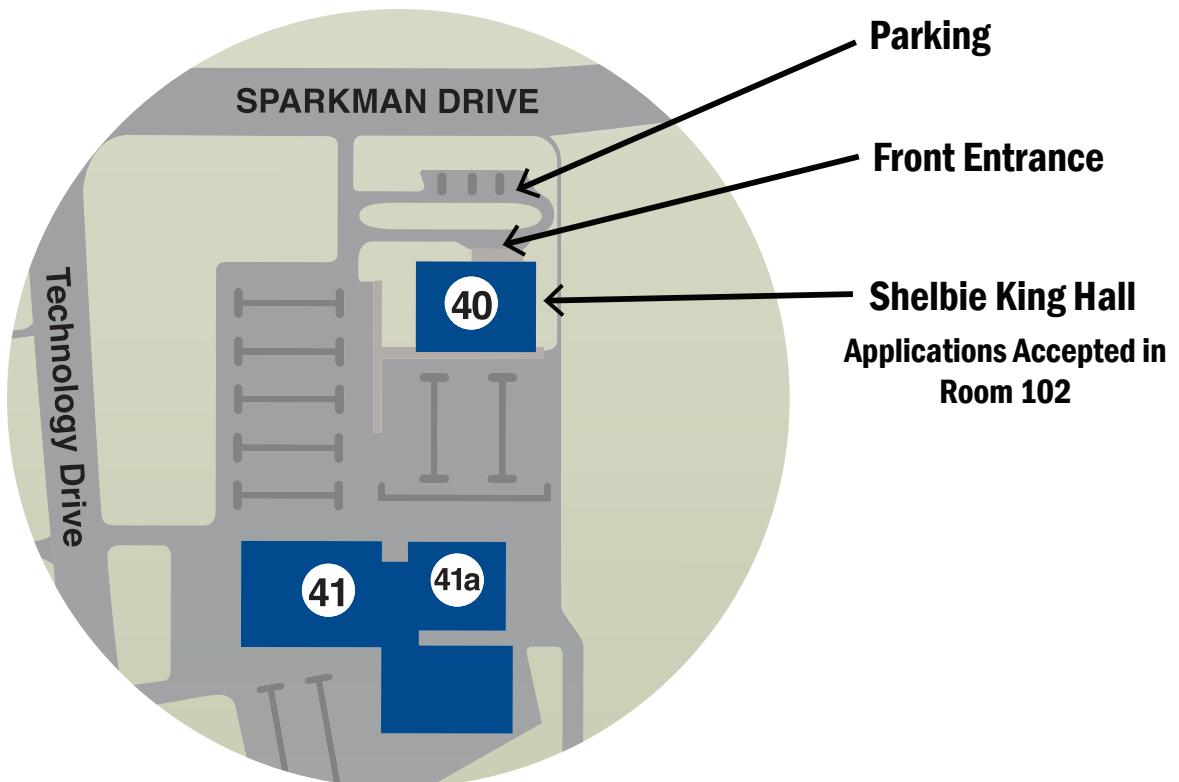 Parking
SPARKMAN DRIVE
Front Entrance
Technology Drive
40
Shelbie King Hall
Applications Accepted in
Room 102
41
41a